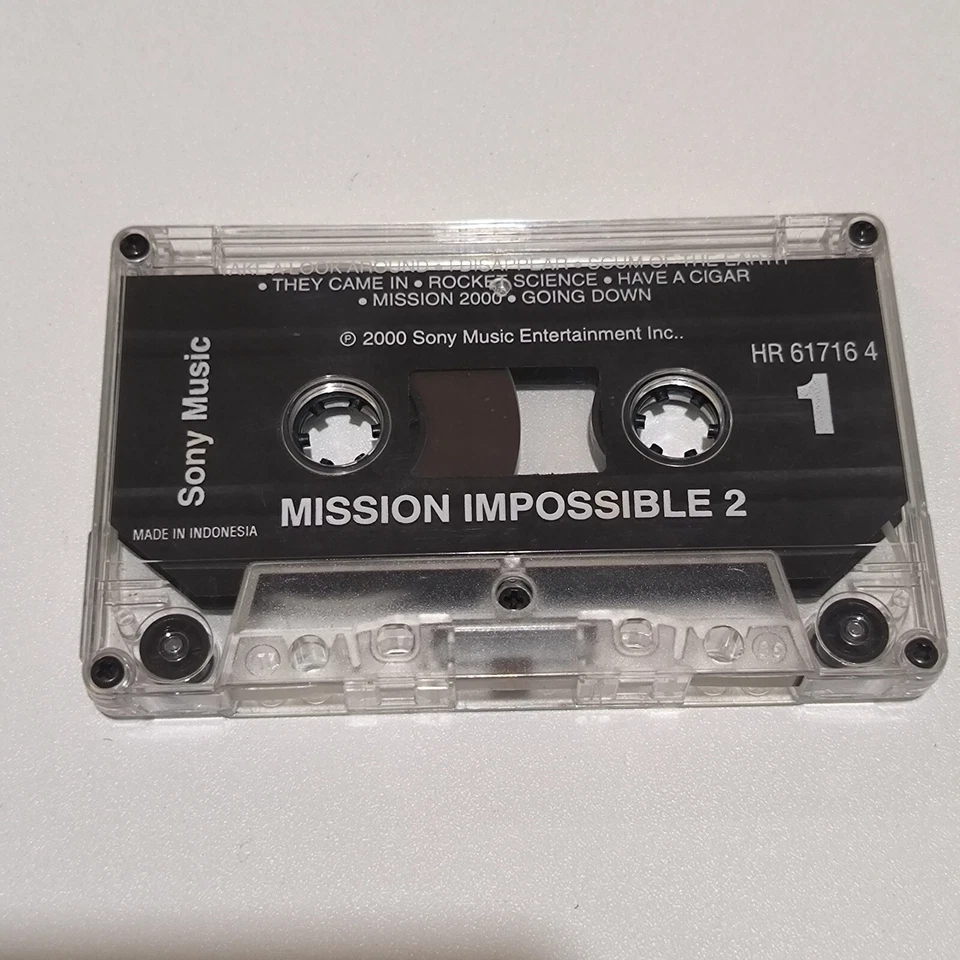 TAKE A LOOK AROUND • I DISAPPEAR • SCUM OF THE EARTH
• THEY CAME IN • ROCKET SCIENCE • HAVE A CIGAR
• MISSION 2000 • GOING DOWN
℗ 2000 Sony Music Entertainment Inc..
HR 61716 4
1
Sony Music
MISSION IMPOSSIBLE 2
MADE IN INDONESIA